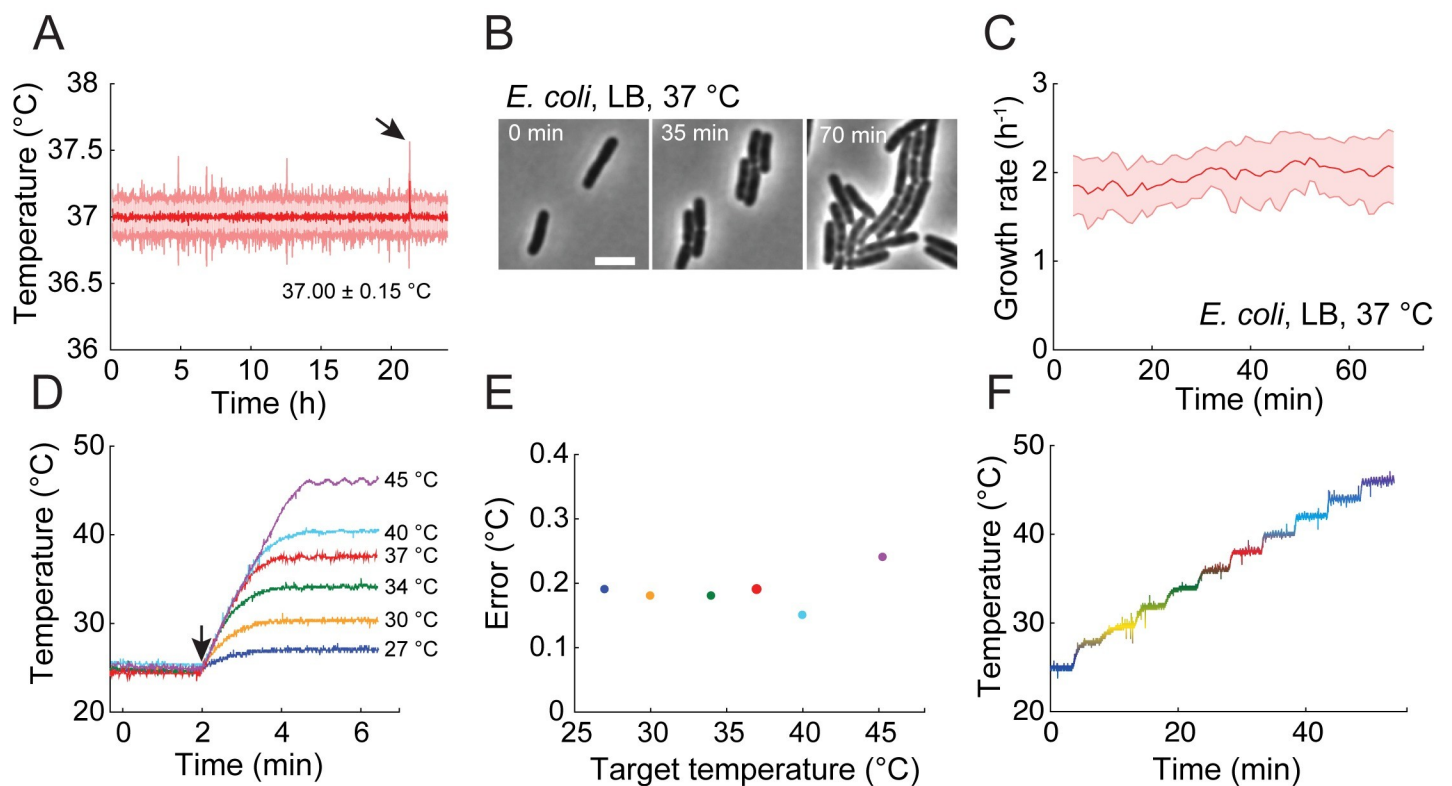 A
Temperature (°C)
38
37.5
37
36.5
36
37.00 ± 0.15 °C
0 5 10 15 20
Time (h)
B
E. coli, LB, 37 °C
0 min 35 min 70 min
C
Growth rate (h⁻¹)
3
2
1
0
E. coli, LB, 37 °C
0 20 40 60
Time (min)
D
Temperature (°C)
50
40
30
20
45 °C
40 °C
37 °C
34 °C
30 °C
27 °C
0 2 4 6
Time (min)
E
Error (°C)
0.4
0.3
0.2
0.1
0
25 30 35 40 45
Target temperature (°C)
F
Temperature (°C)
50
40
30
20
0 20 40
Time (min)